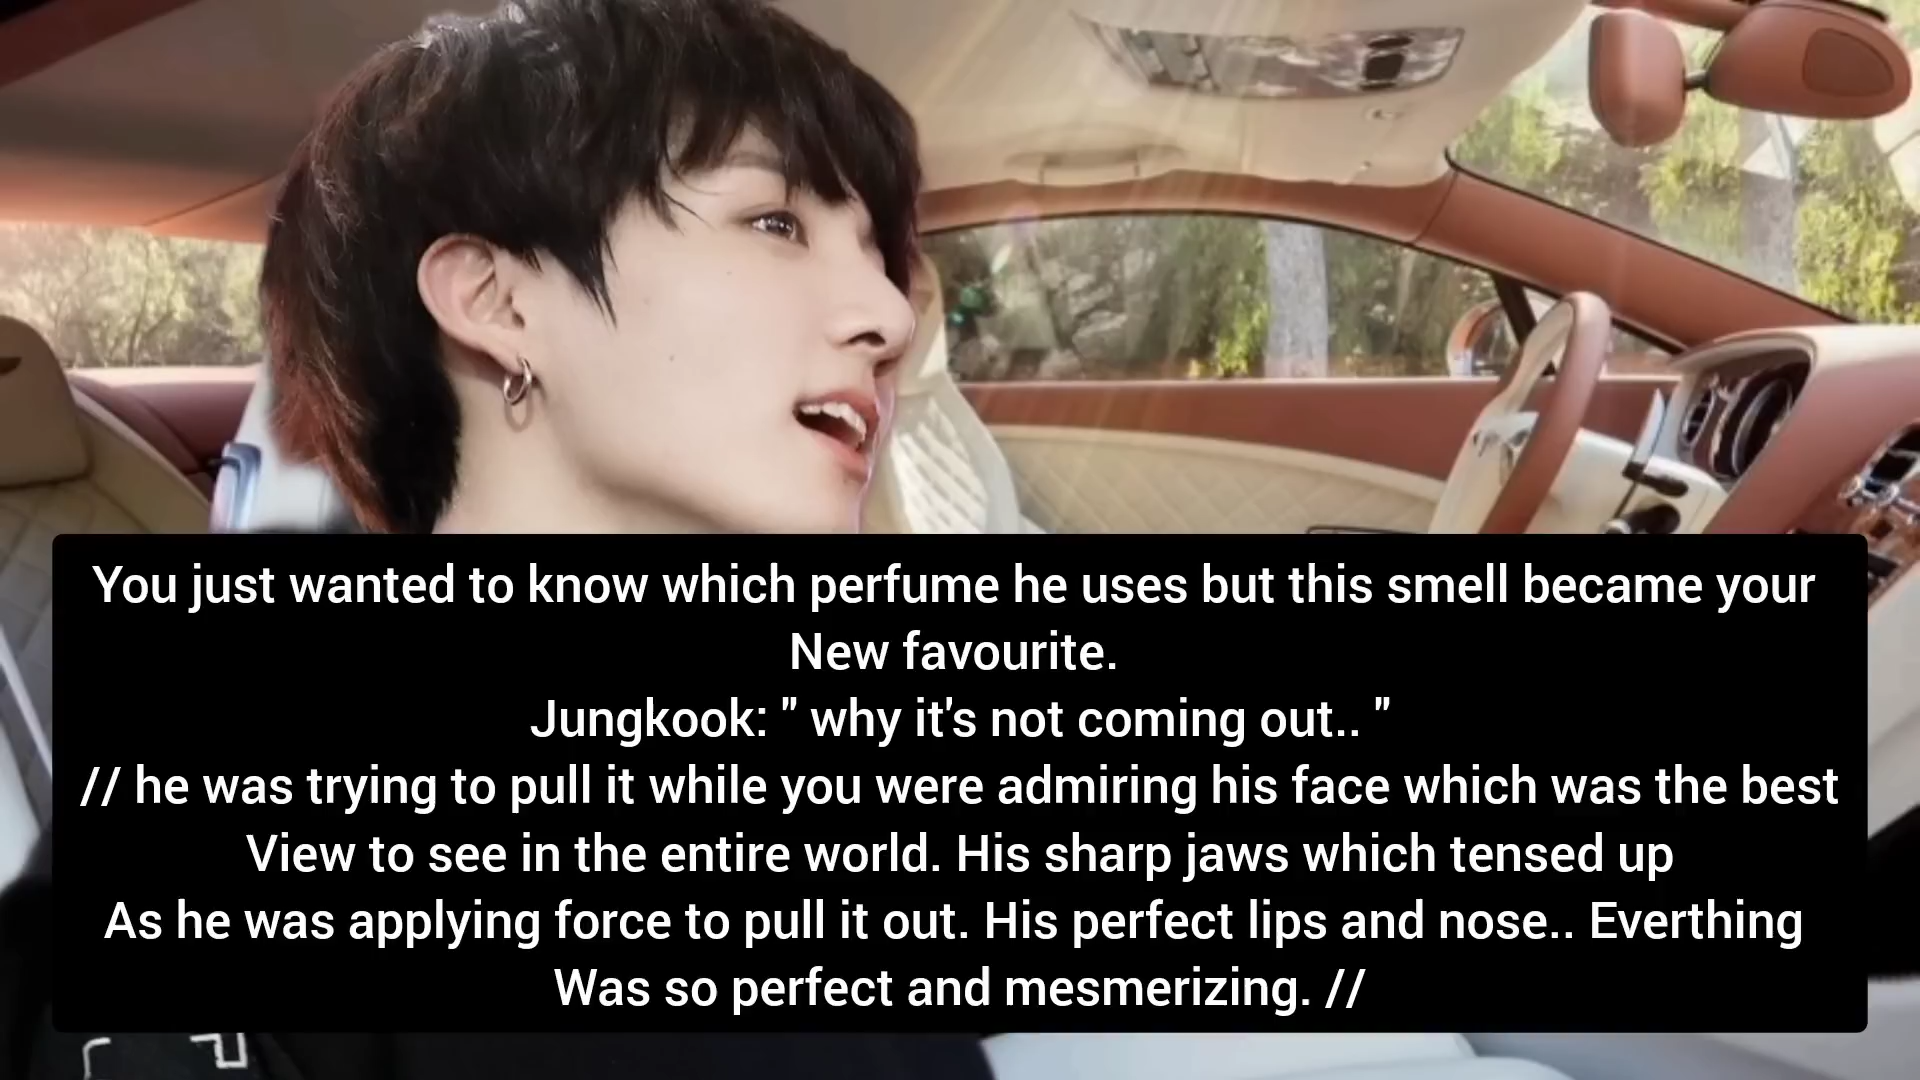 You just wanted to know which perfume he uses but this smell became your
New favourite.
Jungkook: " why it's not coming out.. "
// he was trying to pull it while you were admiring his face which was the best
View to see in the entire world. His sharp jaws which tensed up
As he was applying force to pull it out. His perfect lips and nose.. Everthing
Was so perfect and mesmerizing. //